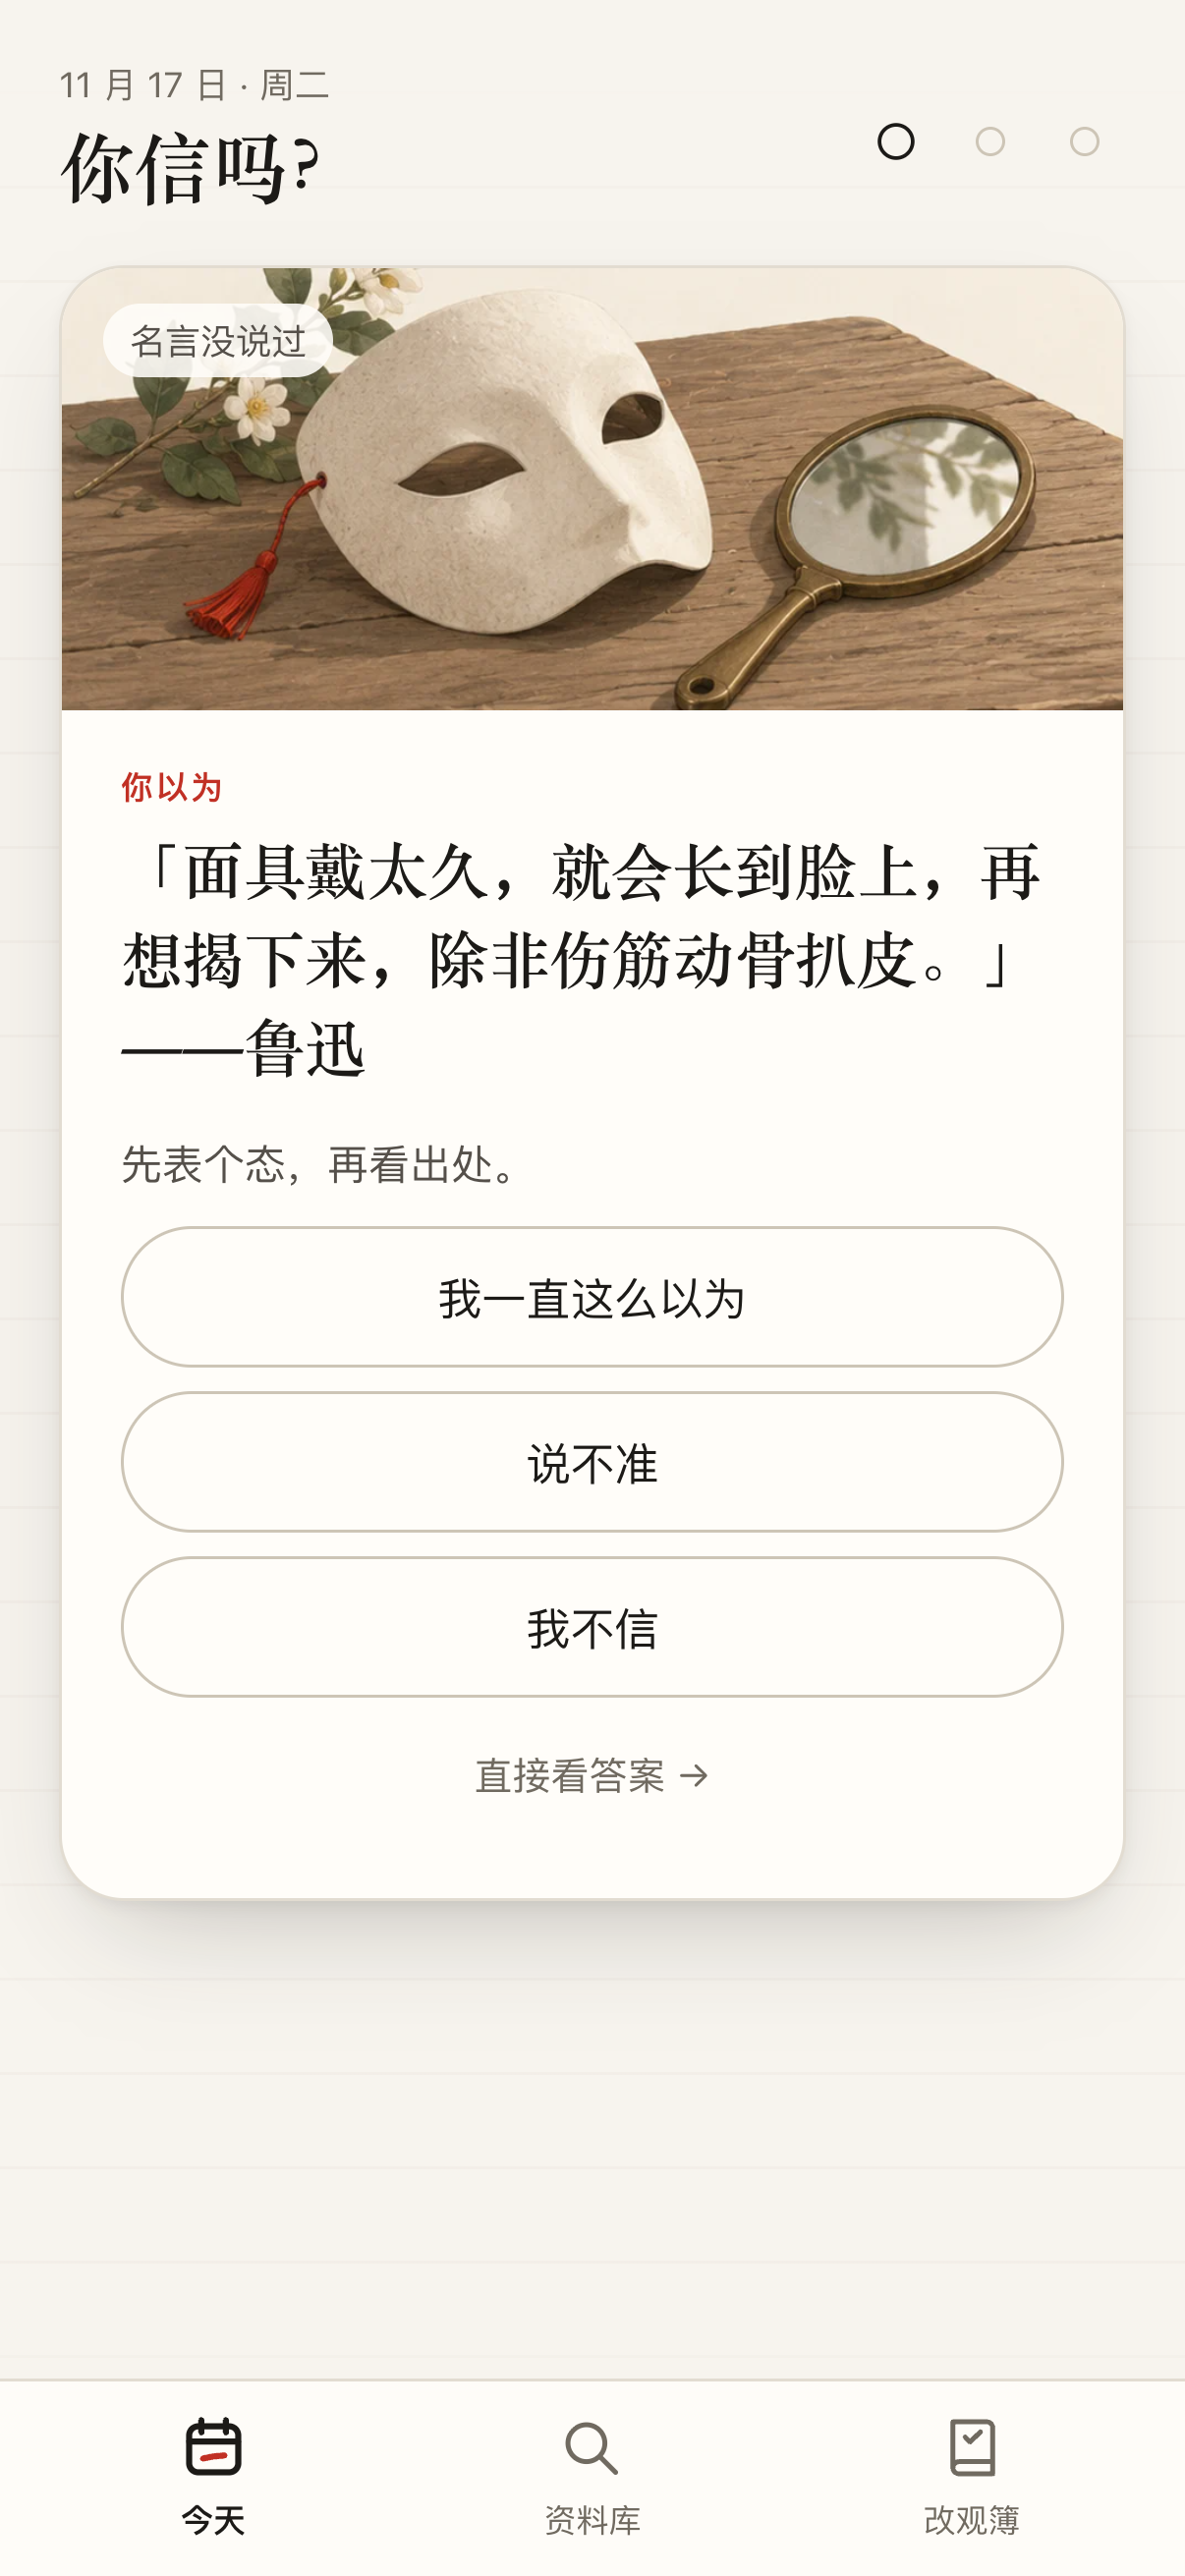 11 月 17 日 · 周二
你信吗?
名言没说过
你以为
「面具戴太久，就会长到脸上，再
想揭下来，除非伤筋动骨扒皮。」
——鲁迅
先表个态，再看出处。
我一直这么以为
说不准
我不信
直接看答案 →
今天
资料库
改观簿